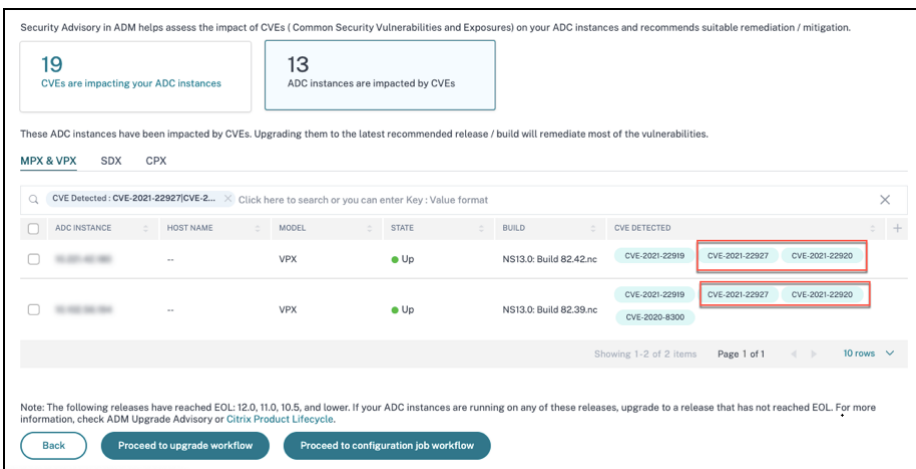 Security Advisory in ADM helps assess the impact of CVEs ( Common Security Vulnerabilities and Exposures) on your ADC instances and recommends suitable remediation / mitigation.
19
CVEs are impacting your ADC instances
13
ADC instances are impacted by CVEs
These ADC instances have been impacted by CVEs. Upgrading them to the latest recommended release / build will remediate most of the vulnerabilities.
MPX & VPX SDX CPX
CVE Detected : CVE-2021-22927|CVE-2... Click here to search or you can enter Key : Value format
ADC INSTANCE HOST NAME MODEL STATE BUILD CVE DETECTED
-- VPX Up NS13.0: Build 82.42.nc CVE-2021-22919 CVE-2021-22927 CVE-2021-22920
-- VPX Up NS13.0: Build 82.39.nc CVE-2021-22919 CVE-2021-22927 CVE-2021-22920
CVE-2020-8300
Showing 1-2 of 2 items Page 1 of 1 10 rows
Note: The following releases have reached EOL: 12.0, 11.0, 10.5, and lower. If your ADC instances are running on any of these releases, upgrade to a release that has not reached EOL. For more
information, check ADM Upgrade Advisory or Citrix Product Lifecycle.
Back Proceed to upgrade workflow Proceed to configuration job workflow